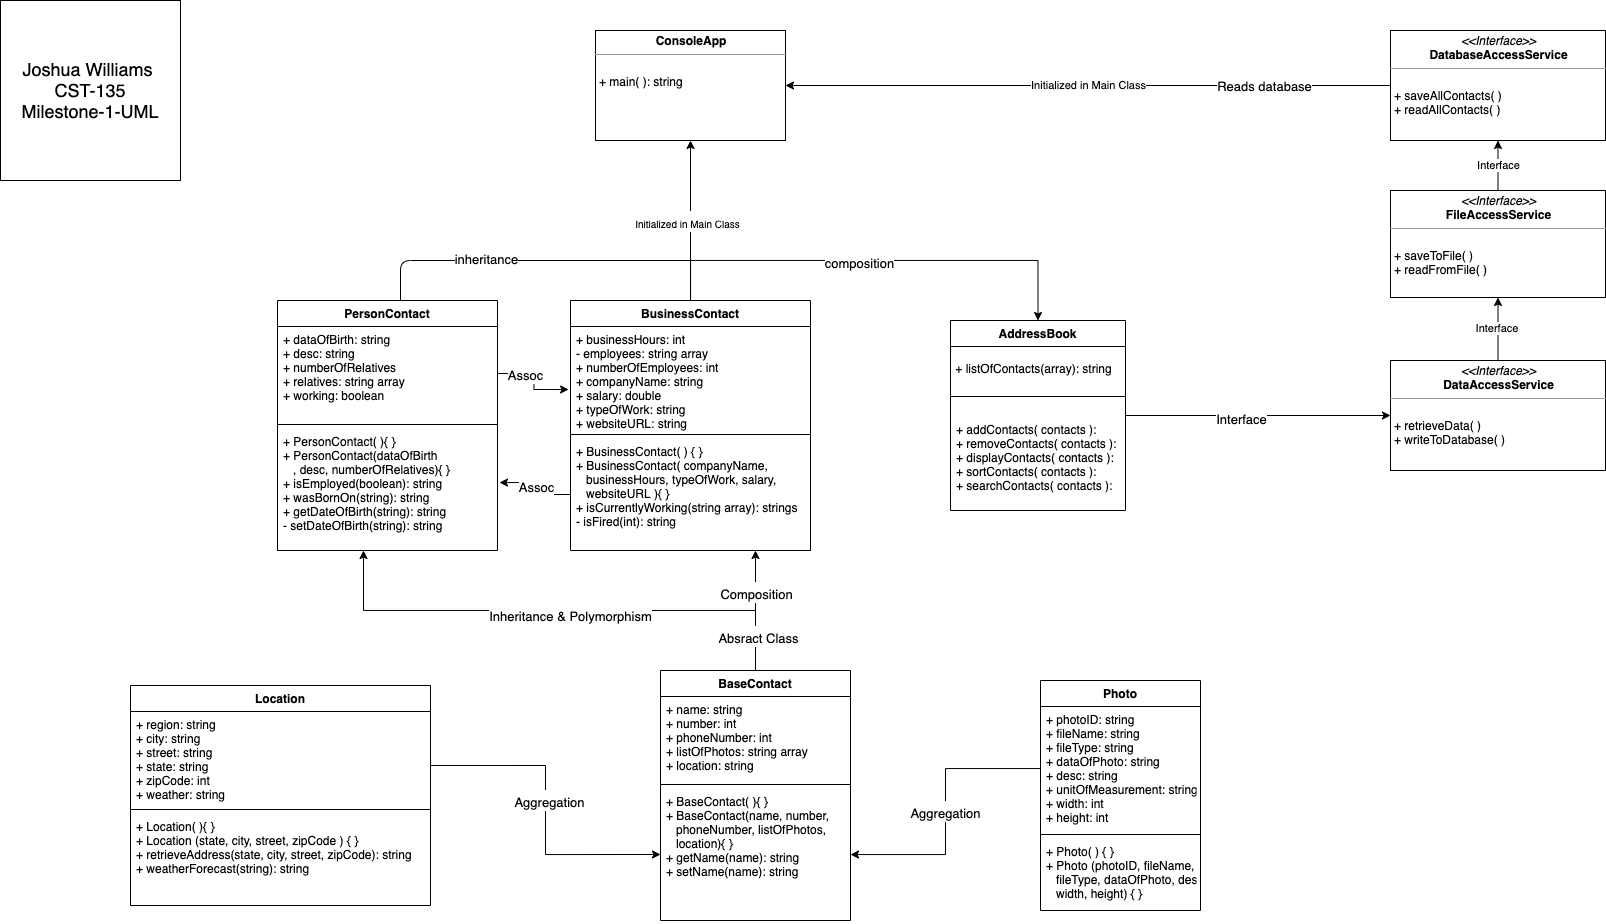 Joshua Williams
CST-135
Milestone-1-UML
ConsoleApp
+ main( ): string
Initialized in Main Class
Reads database
<<Interface>>
DatabaseAccessService
+ saveAllContacts( )
+ readAllContacts( )
Interface
<<Interface>>
FileAccessService
+ saveToFile( )
+ readFromFile( )
Interface
<<Interface>>
DataAccessService
+ retrieveData( )
+ writeToDatabase( )
Initialized in Main Class
inheritance
composition
PersonContact
+ dataOfBirth: string
+ desc: string
+ numberOfRelatives
+ relatives: string array
+ working: boolean
+ PersonContact( ){ }
+ PersonContact(dataOfBirth
, desc, numberOfRelatives){ }
+ isEmployed(boolean): string
+ wasBornOn(string): string
+ getDateOfBirth(string): string
- setDateOfBirth(string): string
Assoc
Assoc
BusinessContact
+ businessHours: int
- employees: string array
+ numberOfEmployees: int
+ companyName: string
+ salary: double
+ typeOfWork: string
+ websiteURL: string
+ BusinessContact( ) { }
+ BusinessContact( companyName,
businessHours, typeOfWork, salary,
websiteURL ){ }
+ isCurrentlyWorking(string array): strings
- isFired(int): string
AddressBook
+ listOfContacts(array): string
+ addContacts( contacts ):
+ removeContacts( contacts ):
+ displayContacts( contacts ):
+ sortContacts( contacts ):
+ searchContacts( contacts ):
Interface
Composition
Inheritance & Polymorphism
Absract Class
Location
+ region: string
+ city: string
+ street: string
+ state: string
+ zipCode: int
+ weather: string
+ Location( ){ }
+ Location (state, city, street, zipCode ) { }
+ retrieveAddress(state, city, street, zipCode): string
+ weatherForecast(string): string
Aggregation
BaseContact
+ name: string
+ number: int
+ phoneNumber: int
+ listOfPhotos: string array
+ location: string
+ BaseContact( ){ }
+ BaseContact(name, number,
phoneNumber, listOfPhotos,
location){ }
+ getName(name): string
+ setName(name): string
Aggregation
Photo
+ photoID: string
+ fileName: string
+ fileType: string
+ dataOfPhoto: string
+ desc: string
+ unitOfMeasurement: string
+ width: int
+ height: int
+ Photo( ) { }
+ Photo (photoID, fileName,
fileType, dataOfPhoto, des
width, height) { }